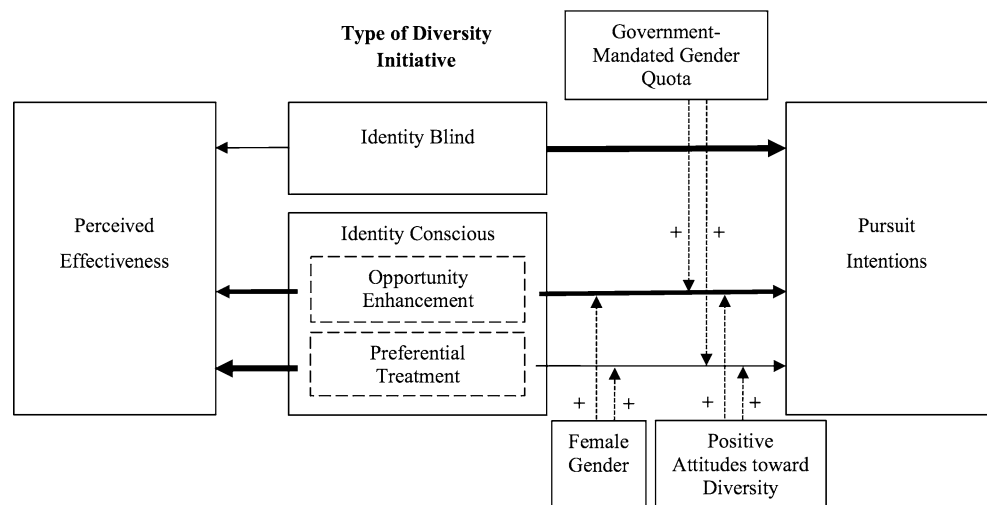 Type of Diversity
Initiative
Government-
Mandated Gender
Quota
Identity Blind
Perceived
Effectiveness
Identity Conscious
Opportunity
Enhancement
Preferential
Treatment
Pursuit
Intentions
+
+
+
+
+
+
Female
Gender
Positive
Attitudes toward
Diversity